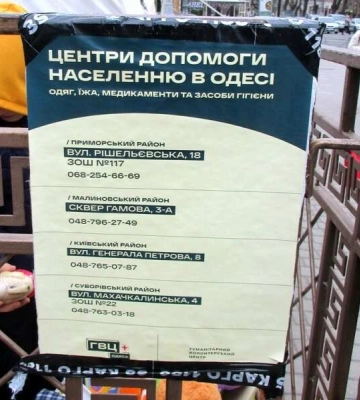 ЦЕНТРИ ДОПОМОГИ
НАСЕЛЕННЮ В ОДЕСІ
ОДЯГ, ЇЖА, МЕДИКАМЕНТИ ТА ЗАСОБИ ГІГІЄНИ
/ ПРИМОРСЬКИЙ РАЙОН
ВУЛ. РІШЕЛЬЄВСЬКА, 18
ЗОШ №117
068-254-66-69
/ МАЛИНОВСЬКИЙ РАЙОН
СКВЕР ГАМОВА, 3-А
048-796-27-49
/ КИЇВСЬКИЙ РАЙОН
ВУЛ. ГЕНЕРАЛА ПЕТРОВА, 8
048-765-07-87
/ СУВОРІВСЬКИЙ РАЙОН
ВУЛ. МАХАЧКАЛИНСЬКА, 4
ЗОШ №22
048-763-03-18
ГВЦ +
ГУМАНІТАРНИЙ
ВОЛОНТЕРСЬКИЙ
ЦЕНТР
КАРГО